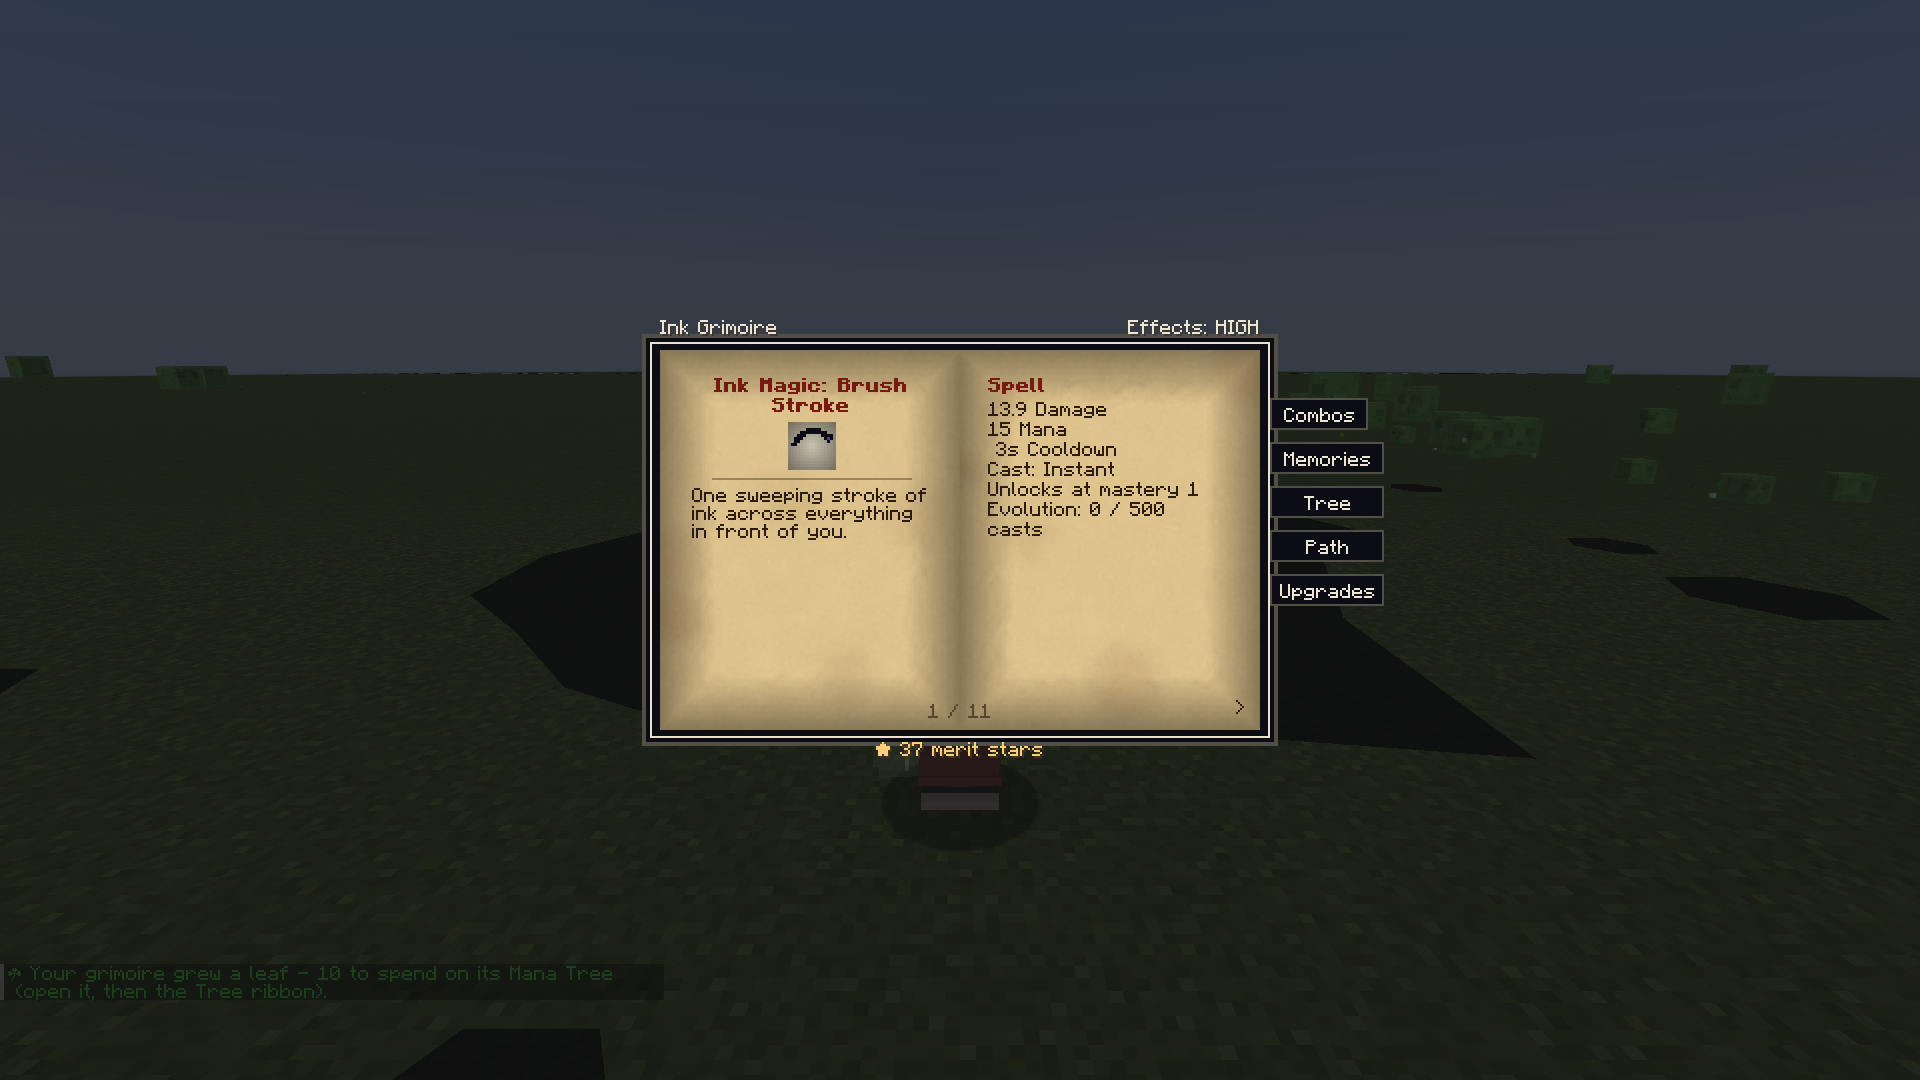 Ink Grimoire
Effects: HIGH
Ink Magic: Brush
Stroke
One sweeping stroke of
ink across everything
in front of you.
Spell
13.9 Damage
15 Mana
3s Cooldown
Cast: Instant
Unlocks at mastery 1
Evolution: 0 / 500
casts
1 / 11
>
Combos
Memories
Tree
Path
Upgrades
★ 37 merit stars
☘ Your grimoire grew a leaf - 10 to spend on its Mana Tree
(open it, then the Tree ribbon).